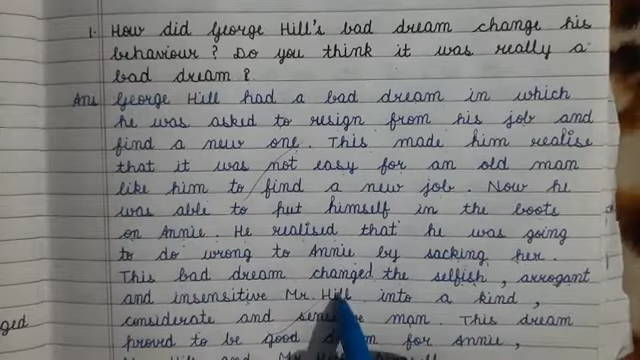 1. How did George Hill's bad dream change his
behaviour? Do you think it was really a
bad dream?
Ans George Hill had a bad dream in which
he was asked to resign from his job and
find a new one. This made him realise
that it was not easy for an old man
like him to find a new job. Now he
was able to put himself in the boots
on Annie. He realised that he was going
to do wrong to Annie by sacking her.
This bad dream changed the selfish, arrogant
and insensitive Mr. Hill into a kind,
considerate and man This dream
ged
proved to be good for Annie,